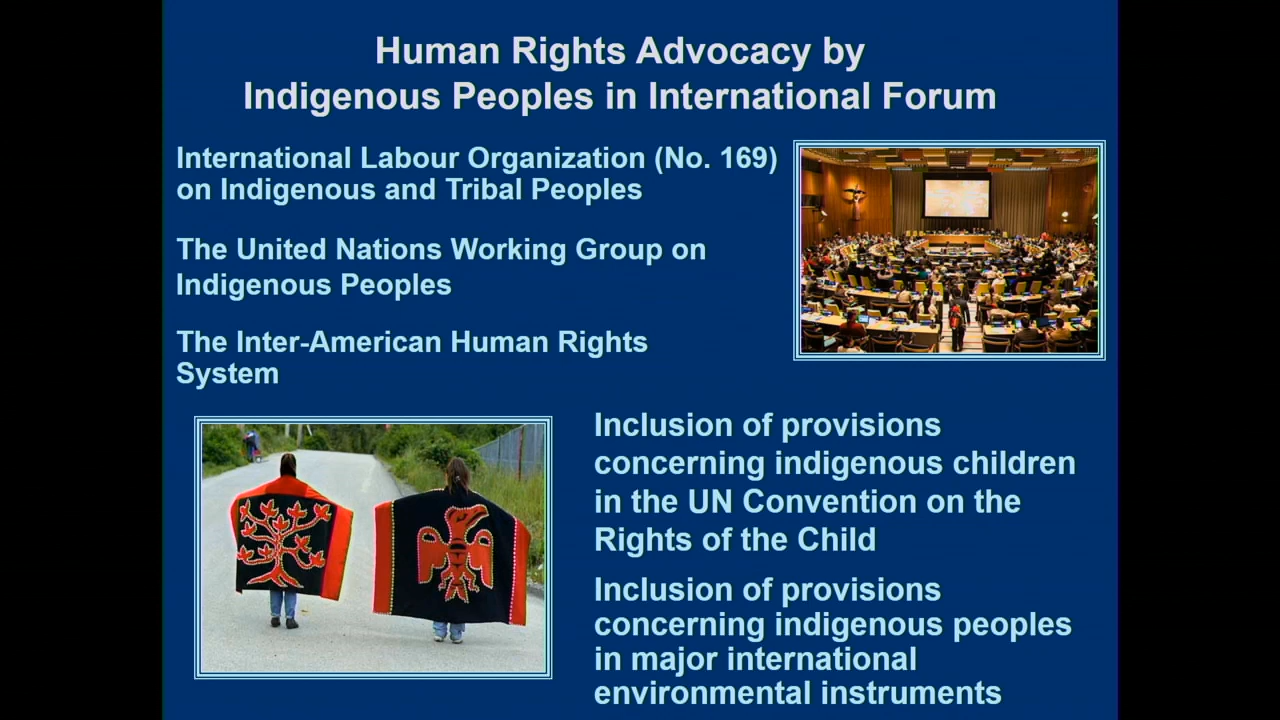 Human Rights Advocacy by
Indigenous Peoples in International Forum
International Labour Organization (No. 169)
on Indigenous and Tribal Peoples
The United Nations Working Group on
Indigenous Peoples
The Inter-American Human Rights
System
Inclusion of provisions
concerning indigenous children
in the UN Convention on the
Rights of the Child
Inclusion of provisions
concerning indigenous peoples
in major international
environmental instruments